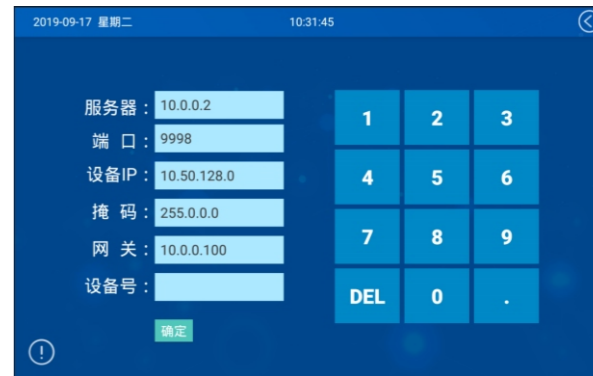 2019-09-17 星期二 10:31:45
服务器： 10.0.0.2
端 口： 9998
设备IP： 10.50.128.0
掩 码： 255.0.0.0
网 关： 10.0.0.100
设备号：
确定
1 2 3
4 5 6
7 8 9
DEL 0 .